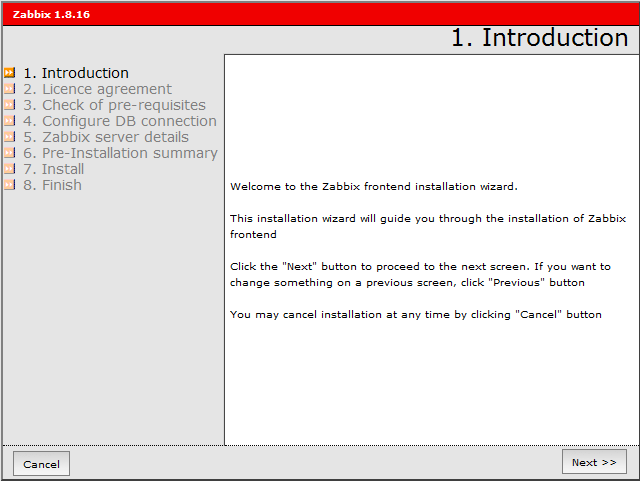 Zabbix 1.8.16
1. Introduction
1. Introduction
2. Licence agreement
3. Check of pre-requisites
4. Configure DB connection
5. Zabbix server details
6. Pre-Installation summary
7. Install
8. Finish
Welcome to the Zabbix frontend installation wizard.
This installation wizard will guide you through the installation of Zabbix
frontend
Click the "Next" button to proceed to the next screen. If you want to
change something on a previous screen, click "Previous" button
You may cancel installation at any time by clicking "Cancel" button
Cancel
Next >>